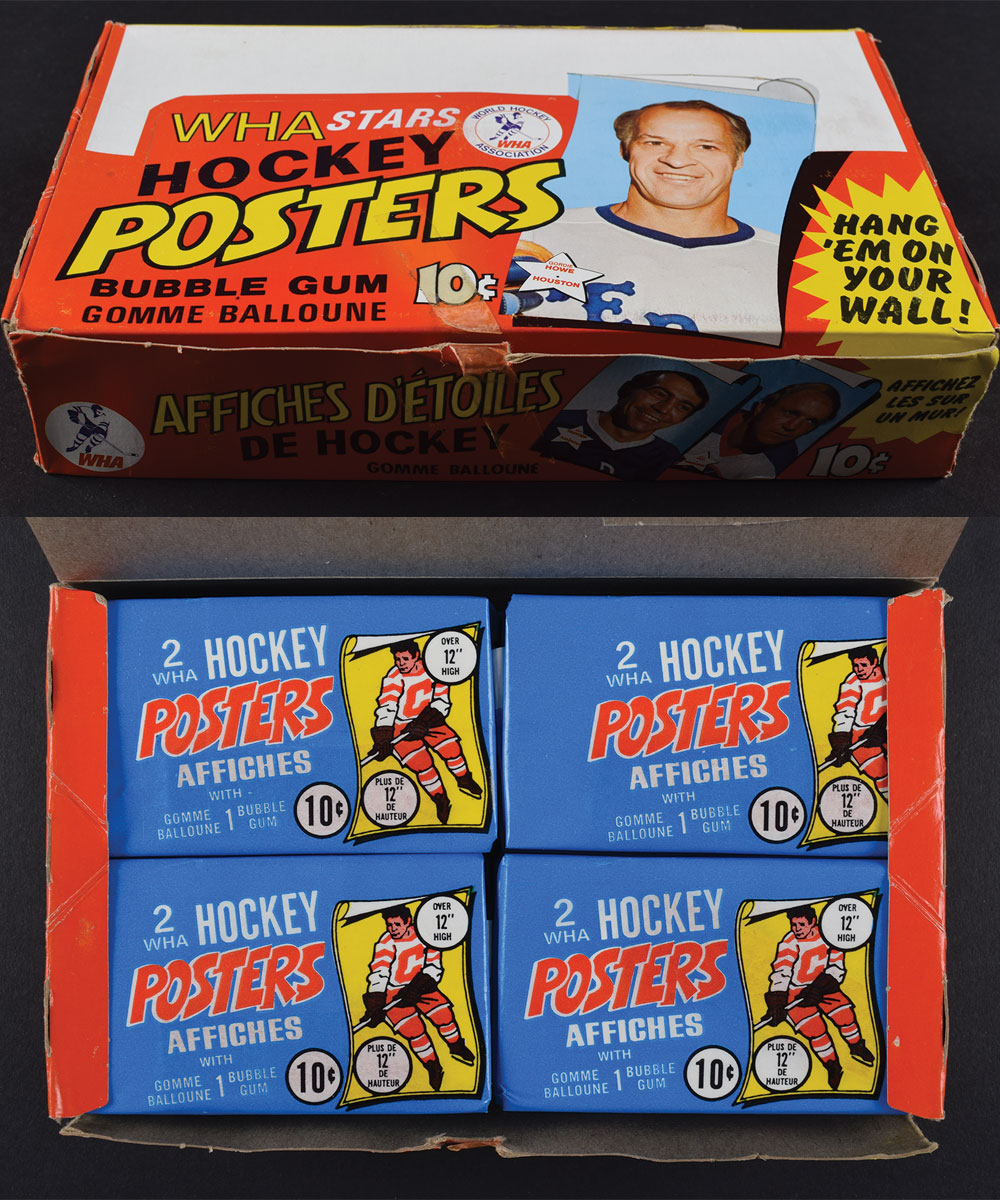 WHA STARS
WORLD HOCKEY
WHA
ASSOCIATION
HOCKEY
POSTERS
BUBBLE GUM 10¢
GOMME BALLOUNE
GORDIE
HOWE
HOUSTON
HANG
'EM ON
YOUR
WALL!
WHA
AFFICHES D'ÉTOILES
DE HOCKEY
GOMME BALLOUNE
AFFICHEZ
LES SUR
UN MUR!
10¢
2 HOCKEY
WHA
POSTERS
AFFICHES
WITH -
GOMME 1 BUBBLE
BALLOUNE GUM
10¢
OVER
12"
HIGH
C
PLUS DE
12"
DE
HAUTEUR
2 HOCKEY
WHA
POSTERS
AFFICHES
WITH
GOMME 1 BUBBLE
BALLOUNE GUM
10¢
C
PLUS DE
12"
DE
HAUTEUR
2 HOCKEY
WHA
POSTERS
AFFICHES
WITH
GOMME 1 BUBBLE
BALLOUNE GUM
10¢
OVER
12"
HIGH
C
PLUS DE
12"
DE
HAUTEUR
2 HOCKEY
WHA
POSTERS
AFFICHES
WITH
GOMME 1 BUBBLE
BALLOUNE GUM
10¢
OVER
12"
HIGH
C
PLUS DE
12"
DE
HAUTEUR